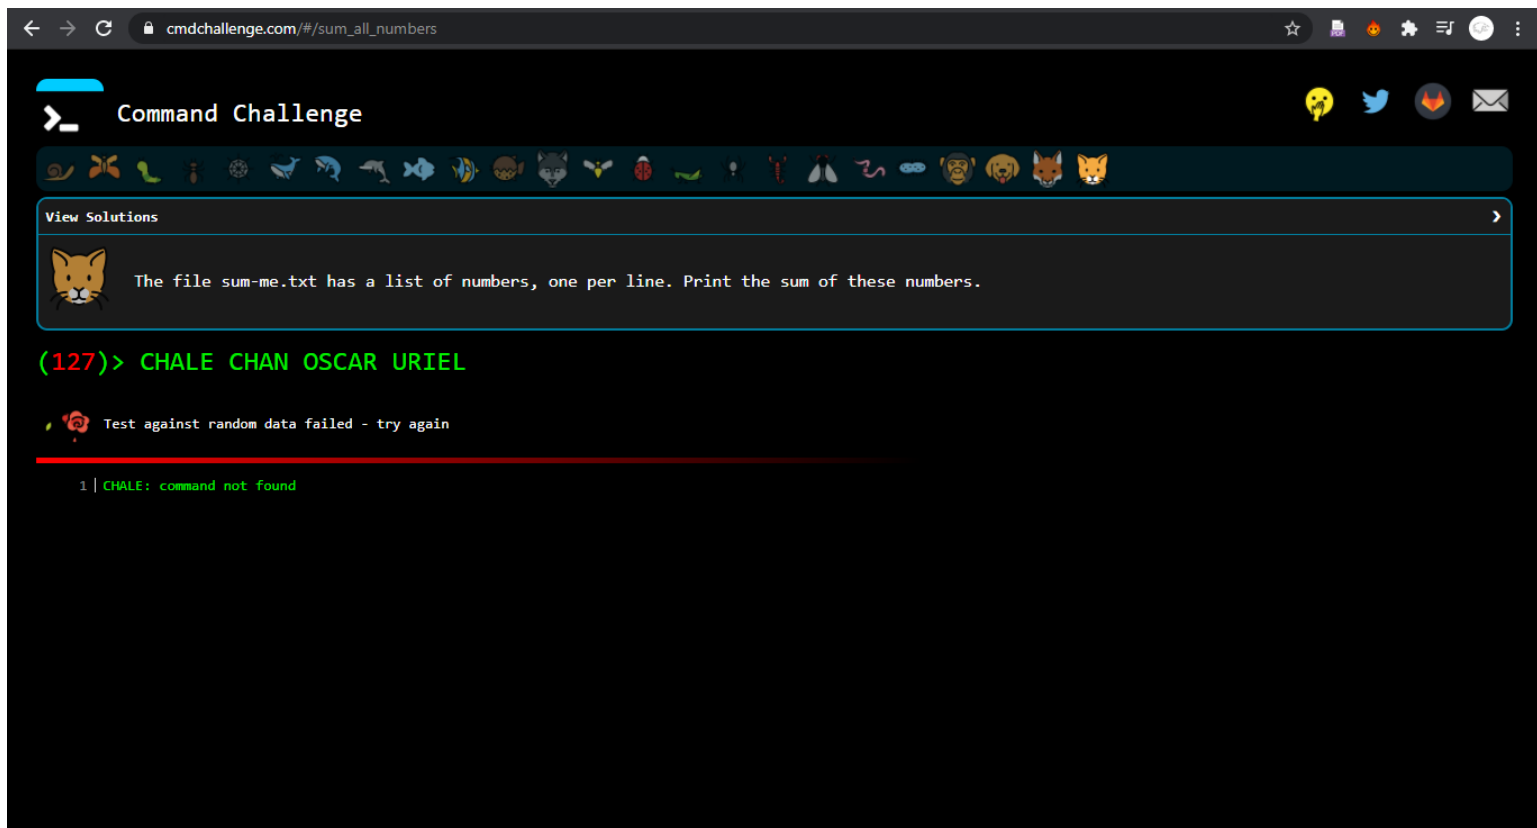 cmdchallenge.com/#/sum_all_numbers
Command Challenge
View Solutions
The file sum-me.txt has a list of numbers, one per line. Print the sum of these numbers.
(127)> CHALE CHAN OSCAR URIEL
Test against random data failed - try again
1 CHALE: command not found